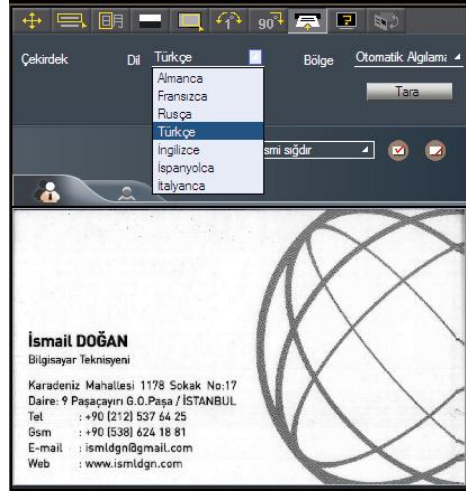 90°
Çekirdek Dil Türkçe Bölge Otomatik Algılama
Almanca
Fransızca
Rusça
Türkçe
İngilizce
İspanyolca
İtalyanca
Tara
smi sığdır
İsmail DOĞAN
Bilgisayar Teknisyeni
Karadeniz Mahallesi 1178 Sokak No:17
Daire: 9 Paşaçayırı G.O.Paşa / İSTANBUL
Tel : +90 (212) 537 64 25
Gsm : +90 (538) 624 18 81
E-mail : ismldgn@gmail.com
Web : www.ismldgn.com